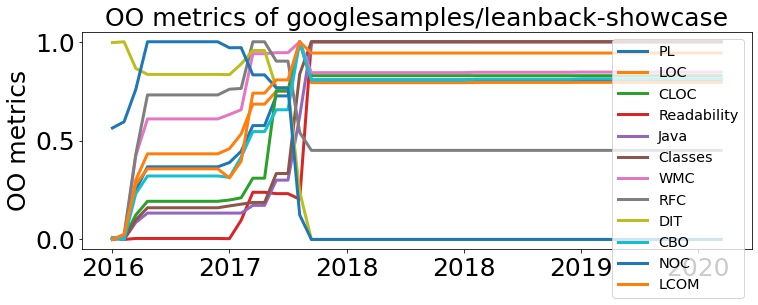 OO metrics of googlesamples/leanback-showcase
OO metrics
1.0
0.5
0.0
2016 2017 2018 2018 2019 2020
PL
LOC
CLOC
Readability
Java
Classes
WMC
RFC
DIT
CBO
NOC
LCOM